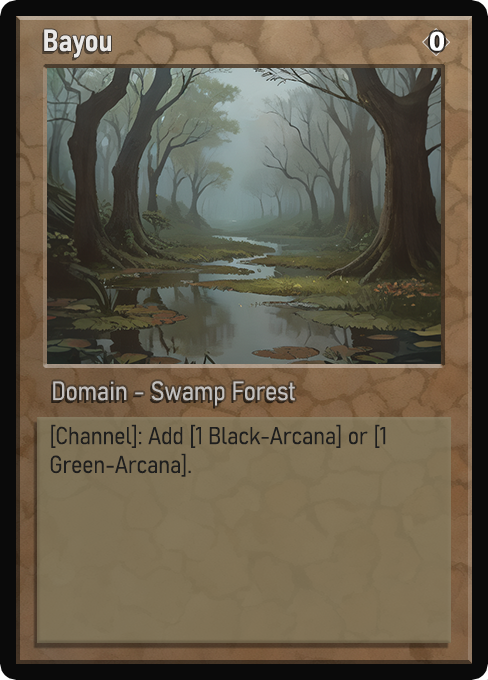 Bayou
0
Domain - Swamp Forest
[Channel]: Add [1 Black-Arcana] or [1
Green-Arcana].